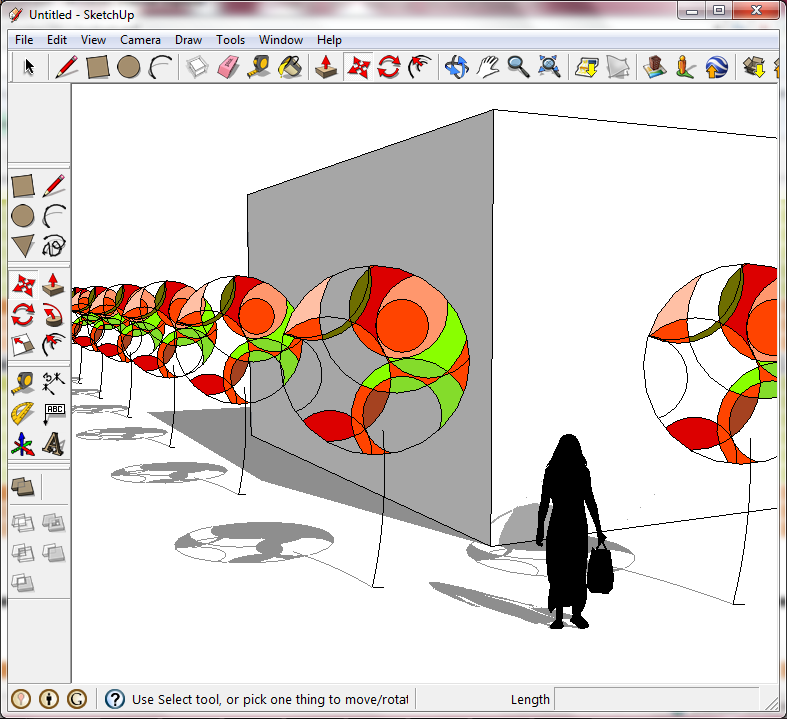 Untitled - SketchUp
File Edit View Camera Draw Tools Window Help
ABC
Use Select tool, or pick one thing to move/rotat
Length